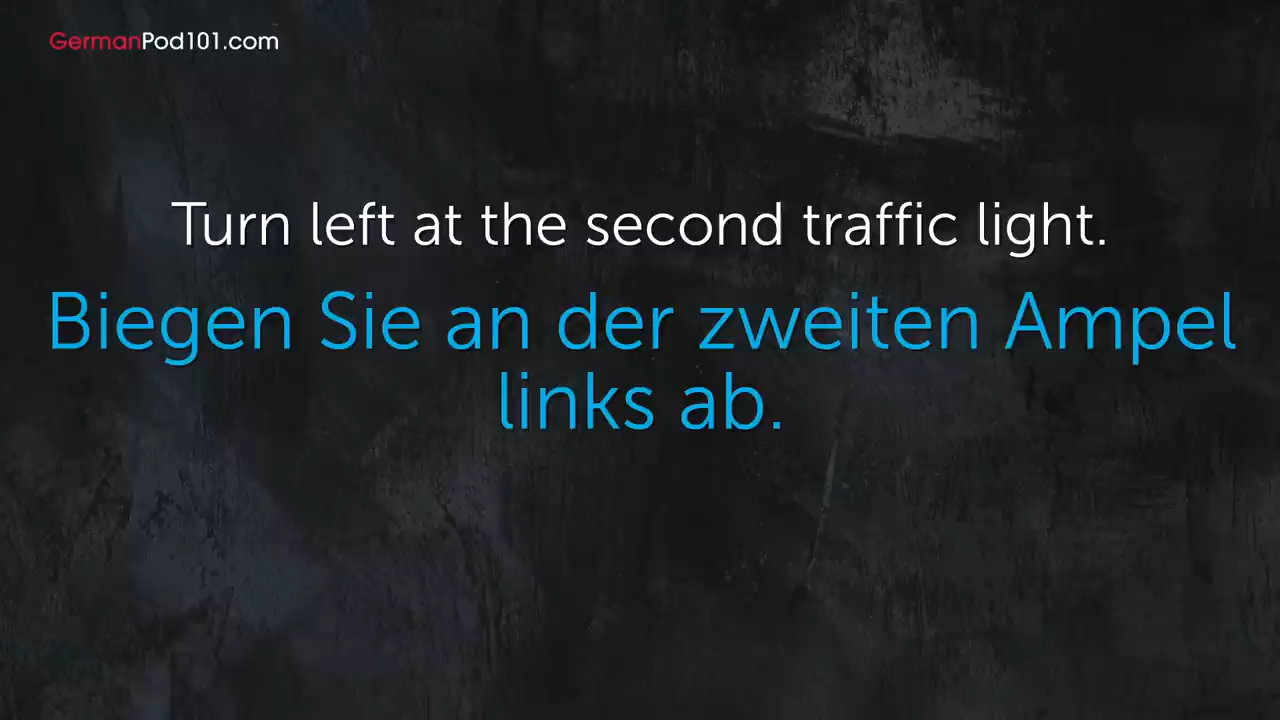 GermanPod101.com
Turn left at the second traffic light.
Biegen Sie an der zweiten Ampel
links ab.